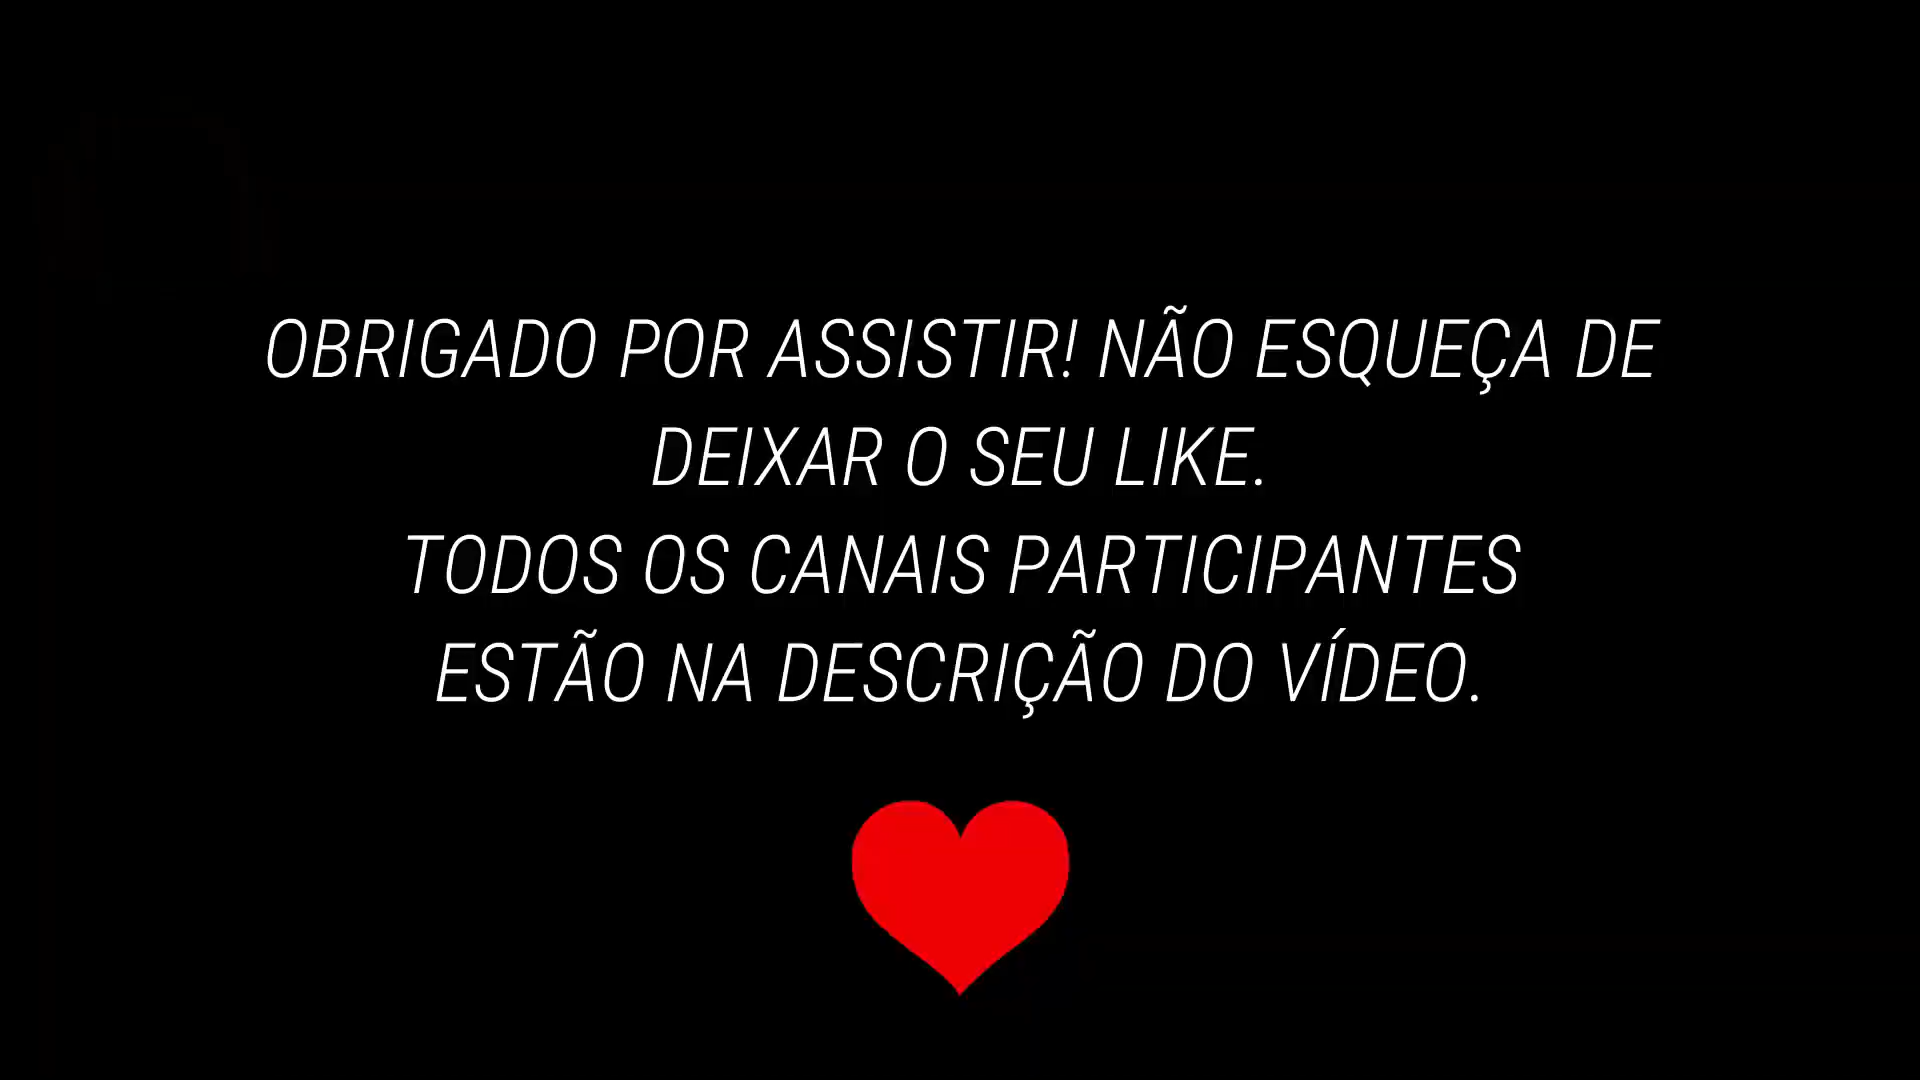 OBRIGADO POR ASSISTIR! NÃO ESQUEÇA DE
DEIXAR O SEU LIKE.
TODOS OS CANAIS PARTICIPANTES
ESTÃO NA DESCRIÇÃO DO VÍDEO.